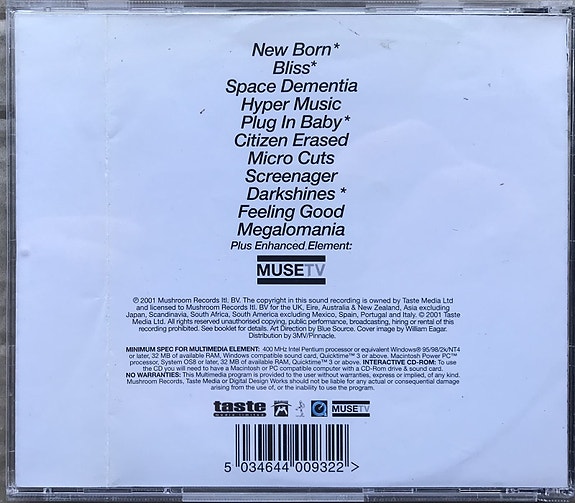 New Born*
Bliss*
Space Dementia
Hyper Music
Plug In Baby*
Citizen Erased
Micro Cuts
Screenager
Darkshines *
Feeling Good
Megalomania
Plus Enhanced Element:
MUSETV
℗ 2001 Mushroom Records Itl. BV. The copyright in this sound recording is owned by Taste Media Ltd
and licensed to Mushroom Records Itl. BV for the UK, Eire, Australia & New Zealand, Asia excluding
Japan, Scandinavia, South Africa, South America excluding Mexico, Spain, Portugal and Italy. © 2001 Taste
Media Ltd. All rights reserved unauthorised copying, public performance, broadcasting, hiring or rental of this
recording prohibited. See booklet for details. Art Direction by Blue Source. Cover image by William Eagar.
Distribution by 3MV/Pinnacle.
MINIMUM SPEC FOR MULTIMEDIA ELEMENT: 400 MHz Intel Pentium processor or equivalent Windows® 95/98/2k/NT4
or later, 32 MB of available RAM, Windows compatible sound card, Quicktime™ 3 or above. Macintosh Power PC™
processor, System OS8 or later, 32 MB of available RAM, Quicktime™ 3 or above. INTERACTIVE CD-ROM: To use
the CD you will need to have a Macintosh or PC compatible computer with a CD-Rom drive & sound card.
NO WARRANTIES: This Multimedia program is provided to the user without warranties, express or implied, of any kind.
Mushroom Records, Taste Media or Digital Design Works should not be liable for any actual or consequential damage
arising from the use of, or the inability to use the program.
taste
MEDIA LIMITED
MUSETV
5 034644 009322 >